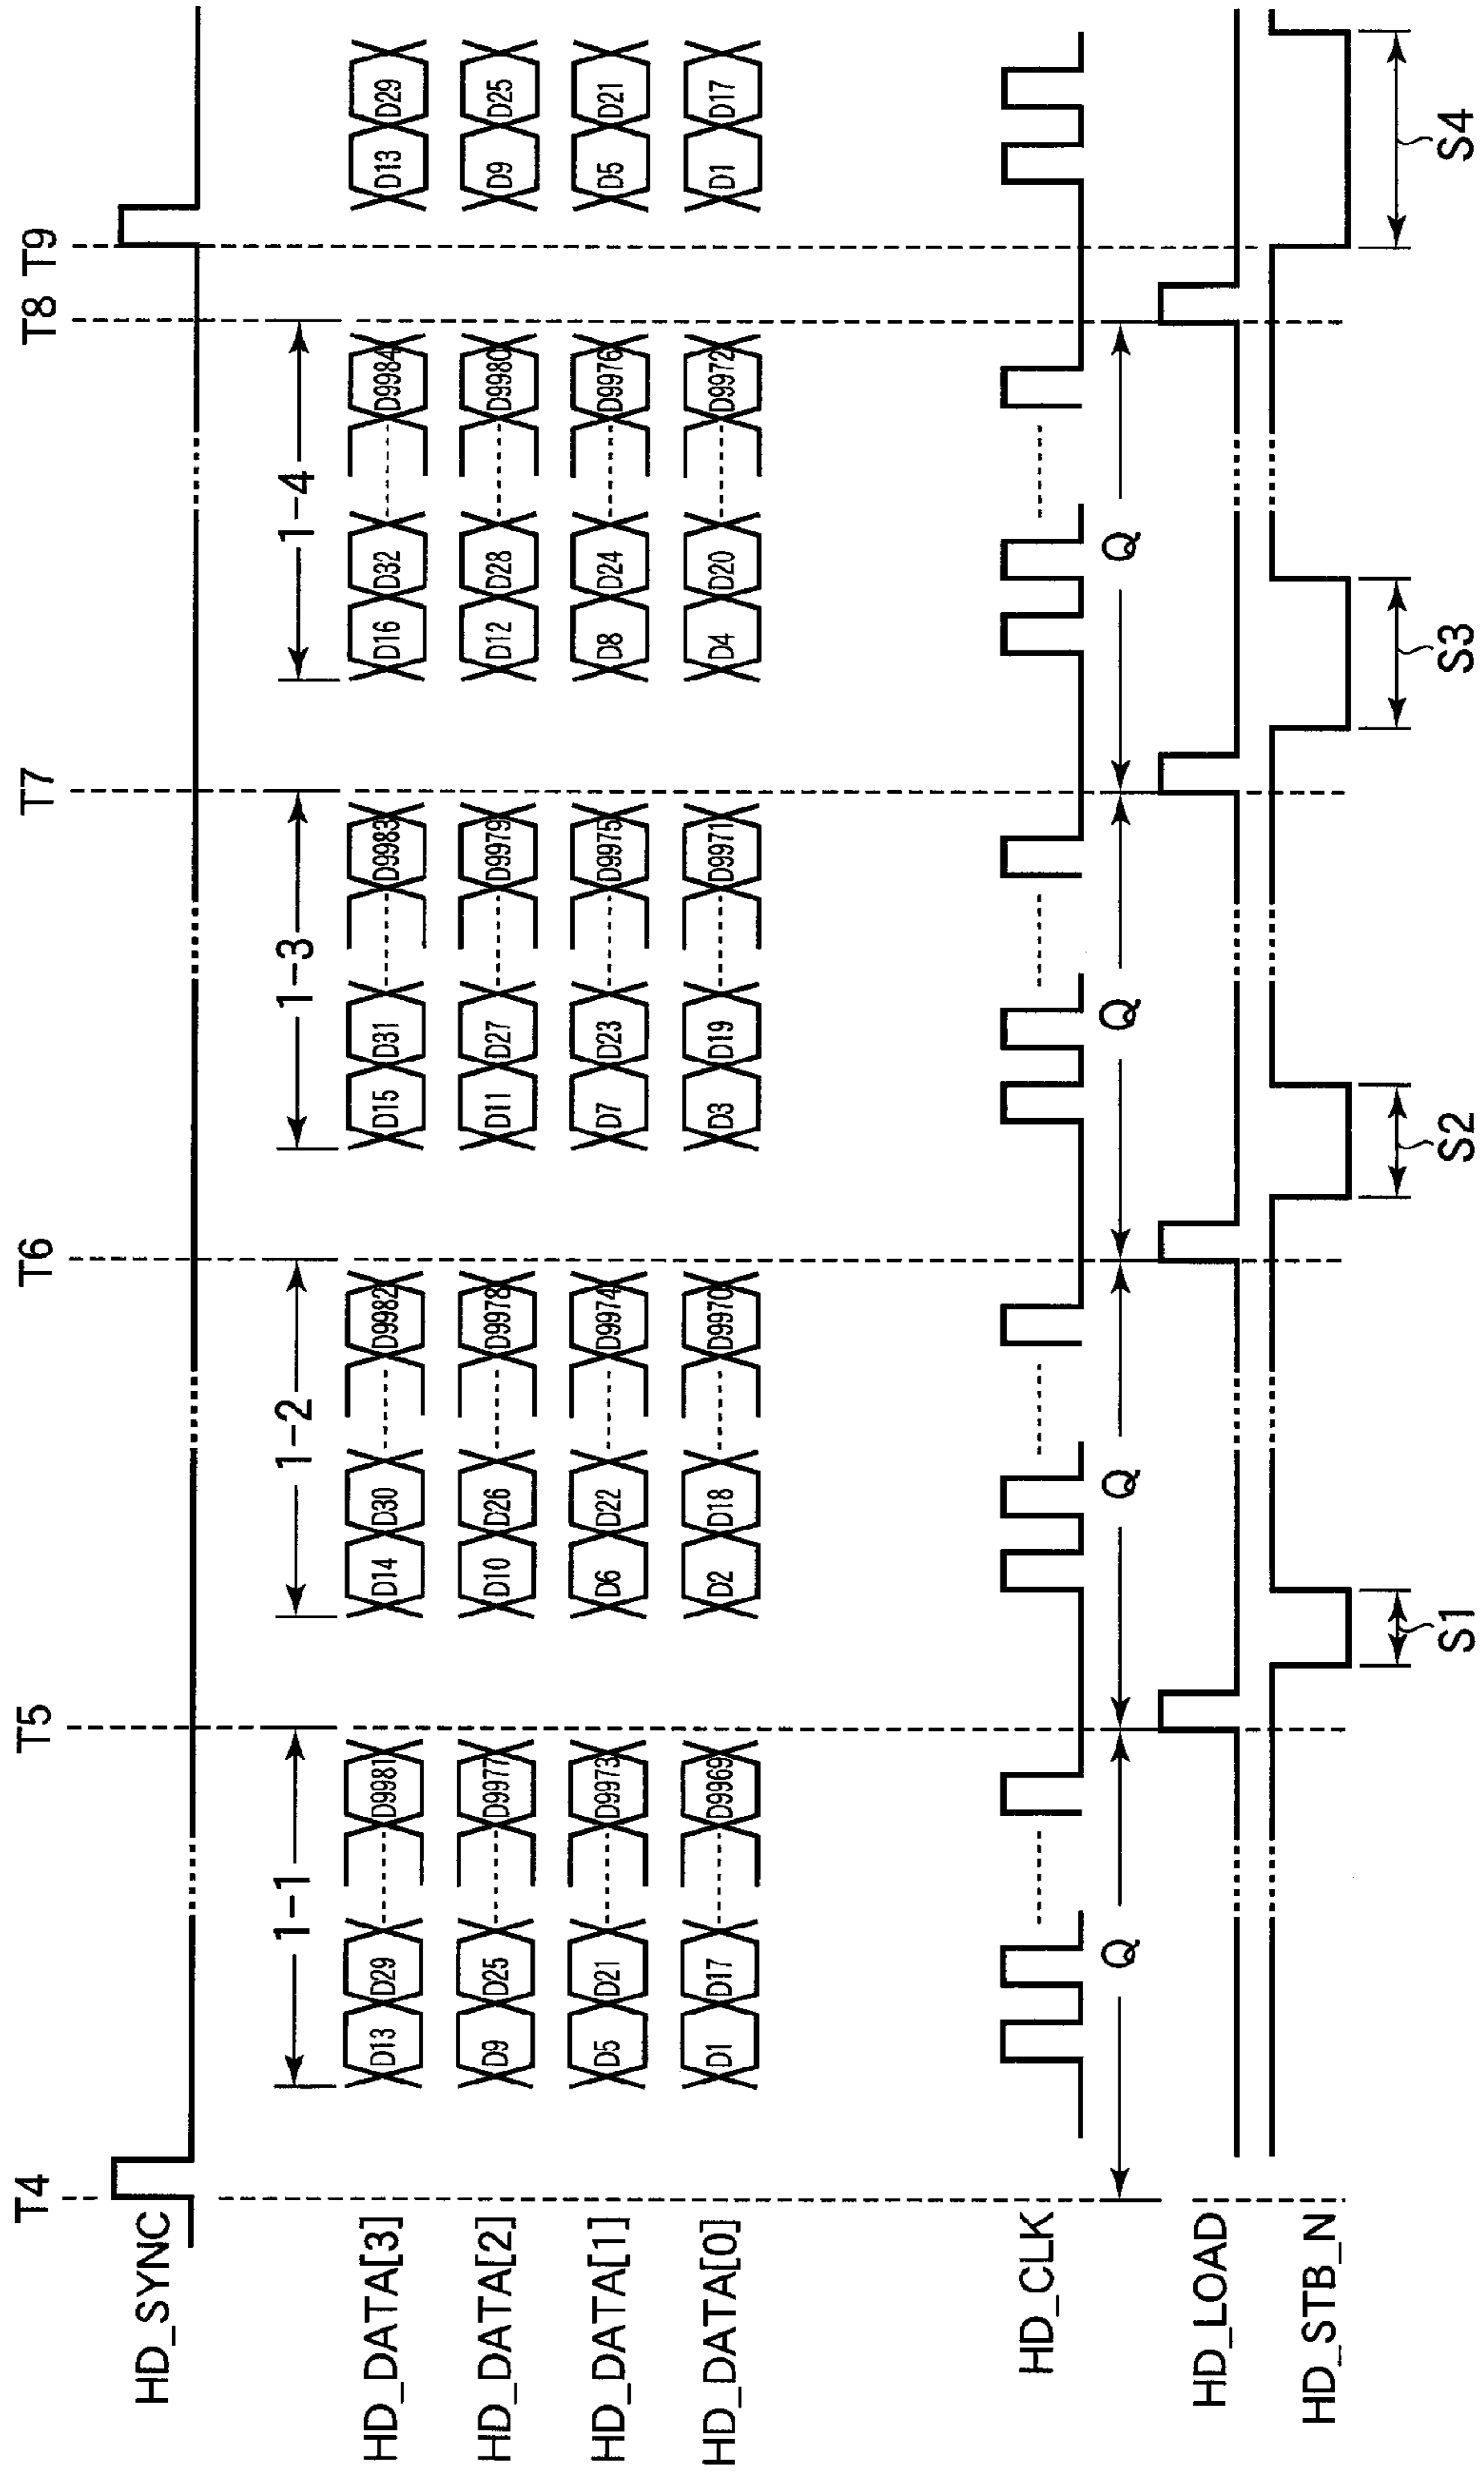 T4 T5 T6 T7 T8 T9
HD_SYNC
1-1 1-2 1-3 1-4
HD_DATA[3] D13 D29 D9981 D14 D30 D9982 D15 D31 D9983 D16 D32 D9984 D13 D29
HD_DATA[2] D9 D25 D9977 D10 D26 D9978 D11 D27 D9979 D12 D28 D9980 D9 D25
HD_DATA[1] D5 D21 D9973 D6 D22 D9974 D7 D23 D9975 D8 D24 D9976 D5 D21
HD_DATA[0] D1 D17 D9969 D2 D18 D9970 D3 D19 D9971 D4 D20 D9972 D1 D17
HD_CLK
Q Q Q Q
HD_LOAD
HD_STB_N
S1 S2 S3 S4